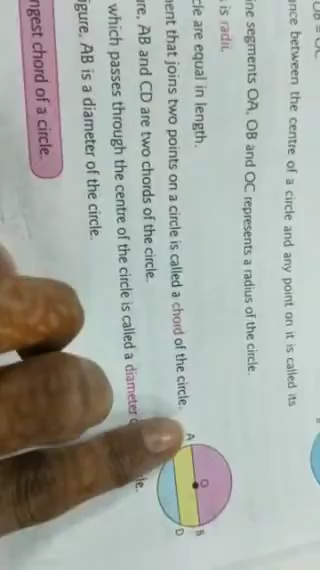 OB = OC
ance between the centre of a circle and any point on it is called its
ine segments OA, OB and OC represents a radius of the circle.
is radii.
cle are equal in length.
ment that joins two points on a circle is called a chord of the circle.
ure, AB and CD are two chords of the circle.
which passes through the centre of the circle is called a diameter
le.
igure, AB is a diameter of the circle.
ngest chord of a circle.
A
O
B
D